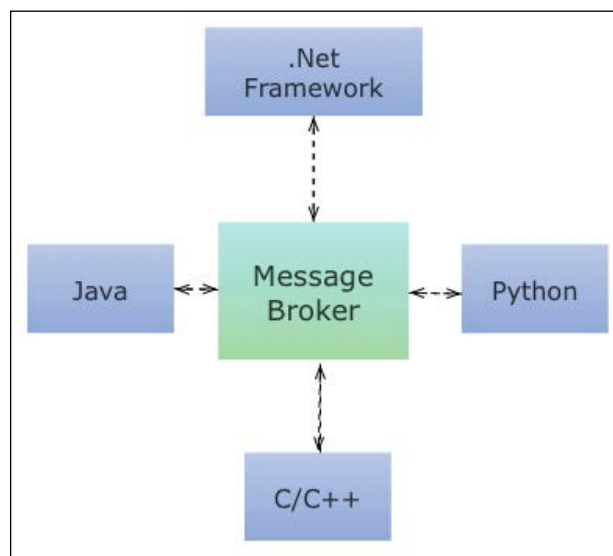 .Net
Framework
Java
Message
Broker
Python
C/C++